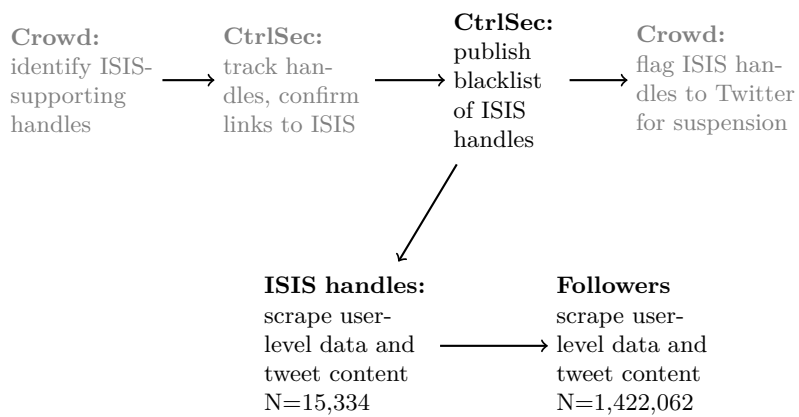 Crowd:
identify ISIS-
supporting
handles
CtrlSec:
track han-
dles, confirm
links to ISIS
CtrlSec:
publish
blacklist
of ISIS
handles
Crowd:
flag ISIS han-
dles to Twitter
for suspension
ISIS handles:
scrape user-
level data and
tweet content
N=15,334
Followers
scrape user-
level data and
tweet content
N=1,422,062